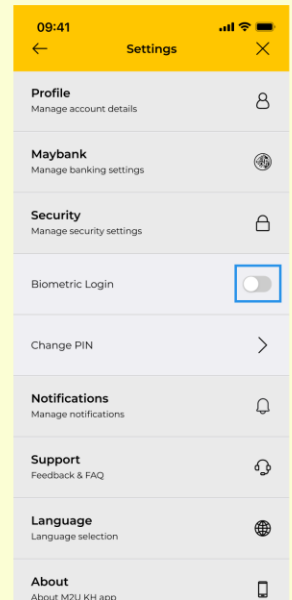 09:41
Settings
Profile
Manage account details
Maybank
Manage banking settings
Security
Manage security settings
Biometric Login
Change PIN
Notifications
Manage notifications
Support
Feedback & FAQ
Language
Language selection
About
About M2U KH app